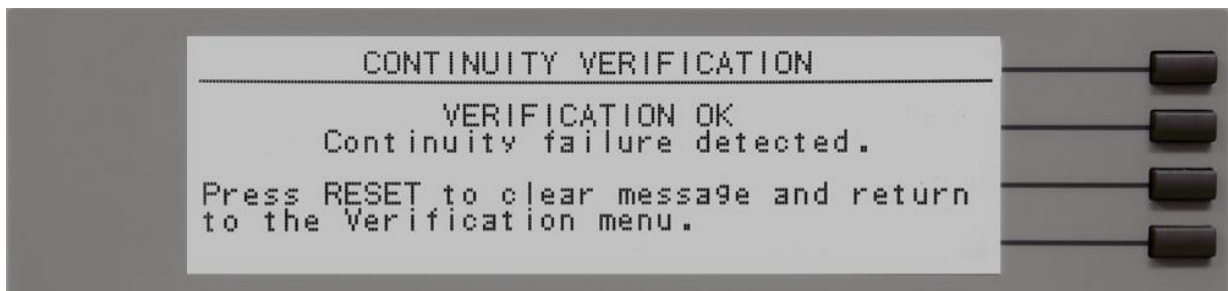 CONTINUITY VERIFICATION
VERIFICATION OK
Continuity failure detected.
Press RESET to clear message and return
to the Verification menu.